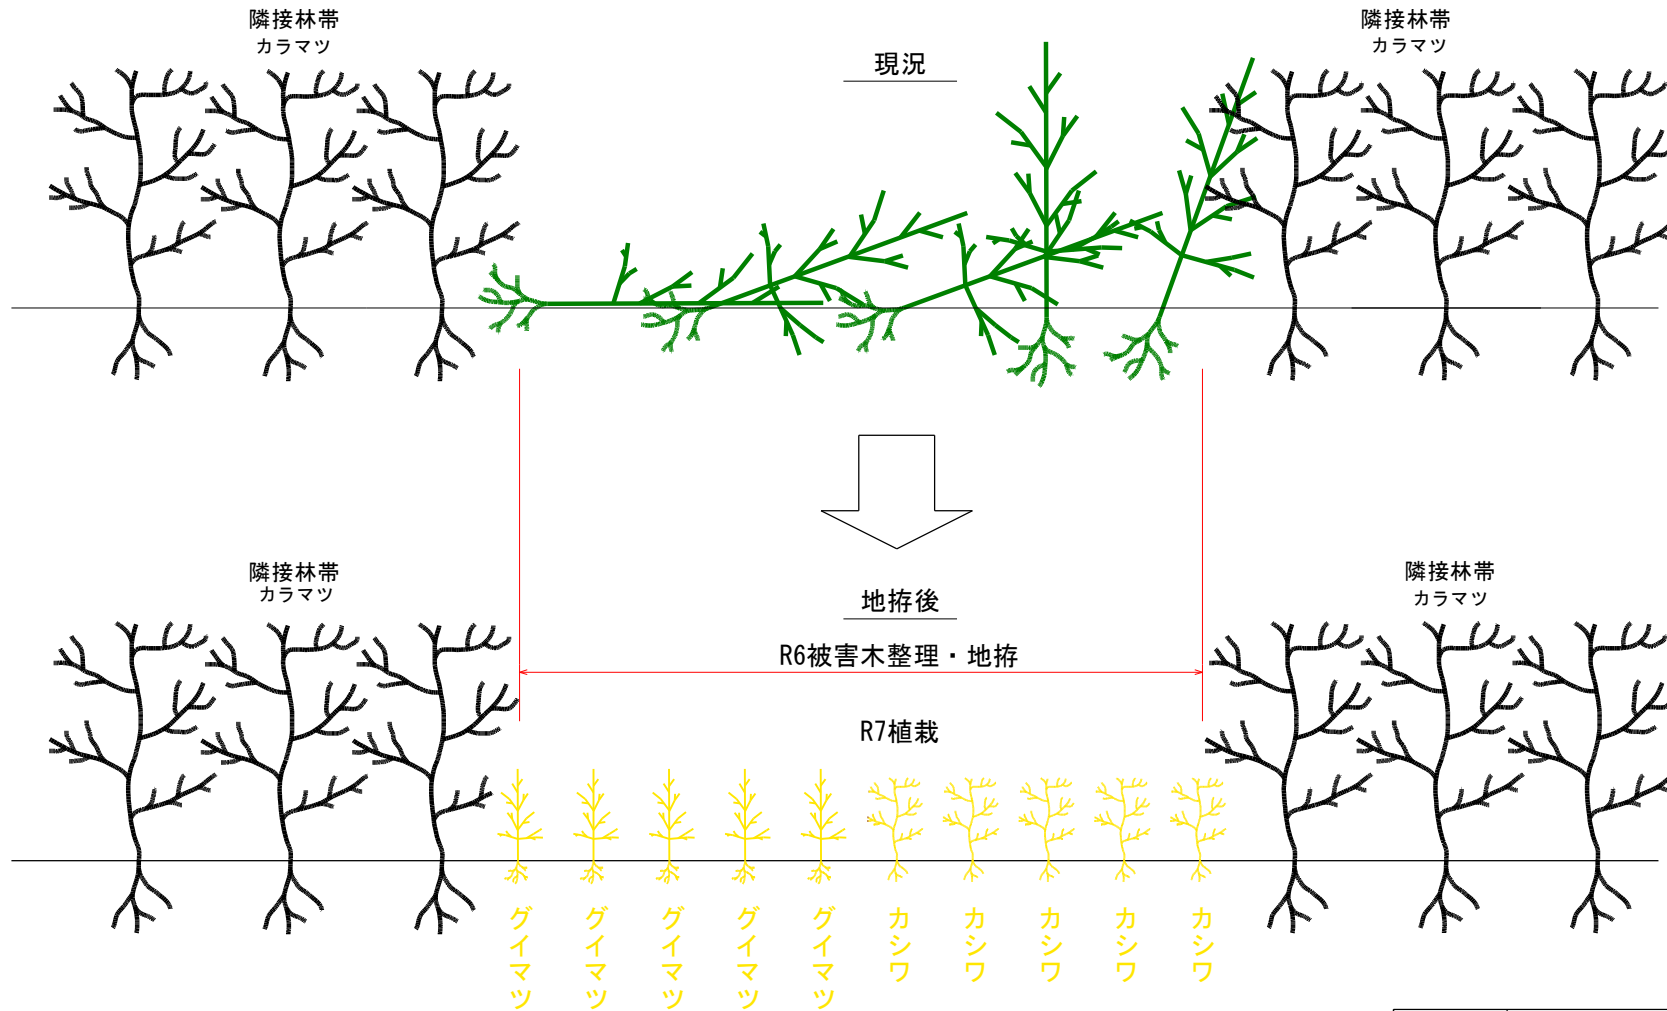 隣接林帯
カラマツ
現況
隣接林帯
カラマツ
隣接林帯
カラマツ
地拵後
隣接林帯
カラマツ
R6被害木整理・地拵
R7植栽
グイマツ
グイマツ
グイマツ
グイマツ
グイマツ
カシワ
カシワ
カシワ
カシワ
カシワ